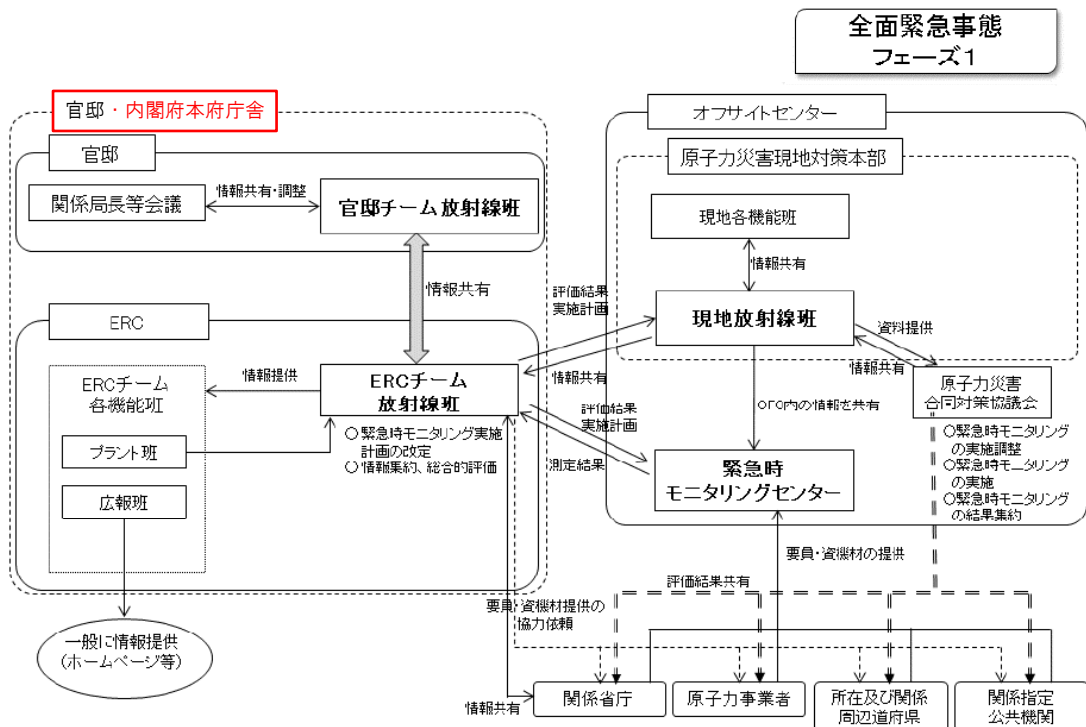 全面緊急事態
フェーズ1
官邸・内閣府本府庁舎
官邸
関係局長等会議
情報共有・調整
官邸チーム放射線班
情報共有
ERC
ERCチーム
各機能班
プラント班
広報班
情報提供
ERCチーム
放射線班
○緊急時モニタリング実施
計画の改定
○情報集約、総合的評価
一般に情報提供
(ホームページ等)
評価結果
実施計画
情報共有
評価結果
実施計画
測定結果
オフサイトセンター
原子力災害現地対策本部
現地各機能班
情報共有
現地放射線班
資料提供
情報共有
原子力災害
合同対策協議会
○緊急時モニタリング
の実施調整
○緊急時モニタリング
の実施
○緊急時モニタリング
の結果集約
OFC内の情報を共有
緊急時
モニタリングセンター
要員・資機材の提供
評価結果共有
要員・資機材提供の
協力依頼
情報共有
関係省庁
原子力事業者
所在及び関係
周辺道府県
関係指定
公共機関